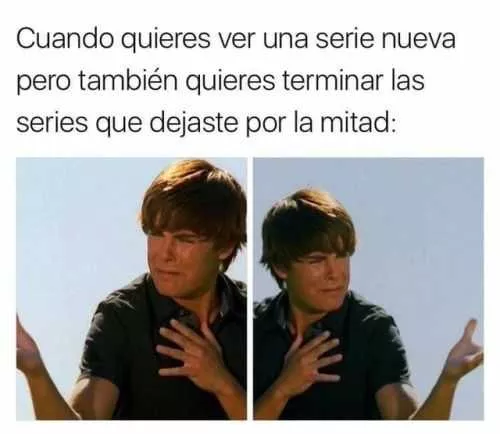 Cuando quieres ver una serie nueva
pero también quieres terminar las
series que dejaste por la mitad: